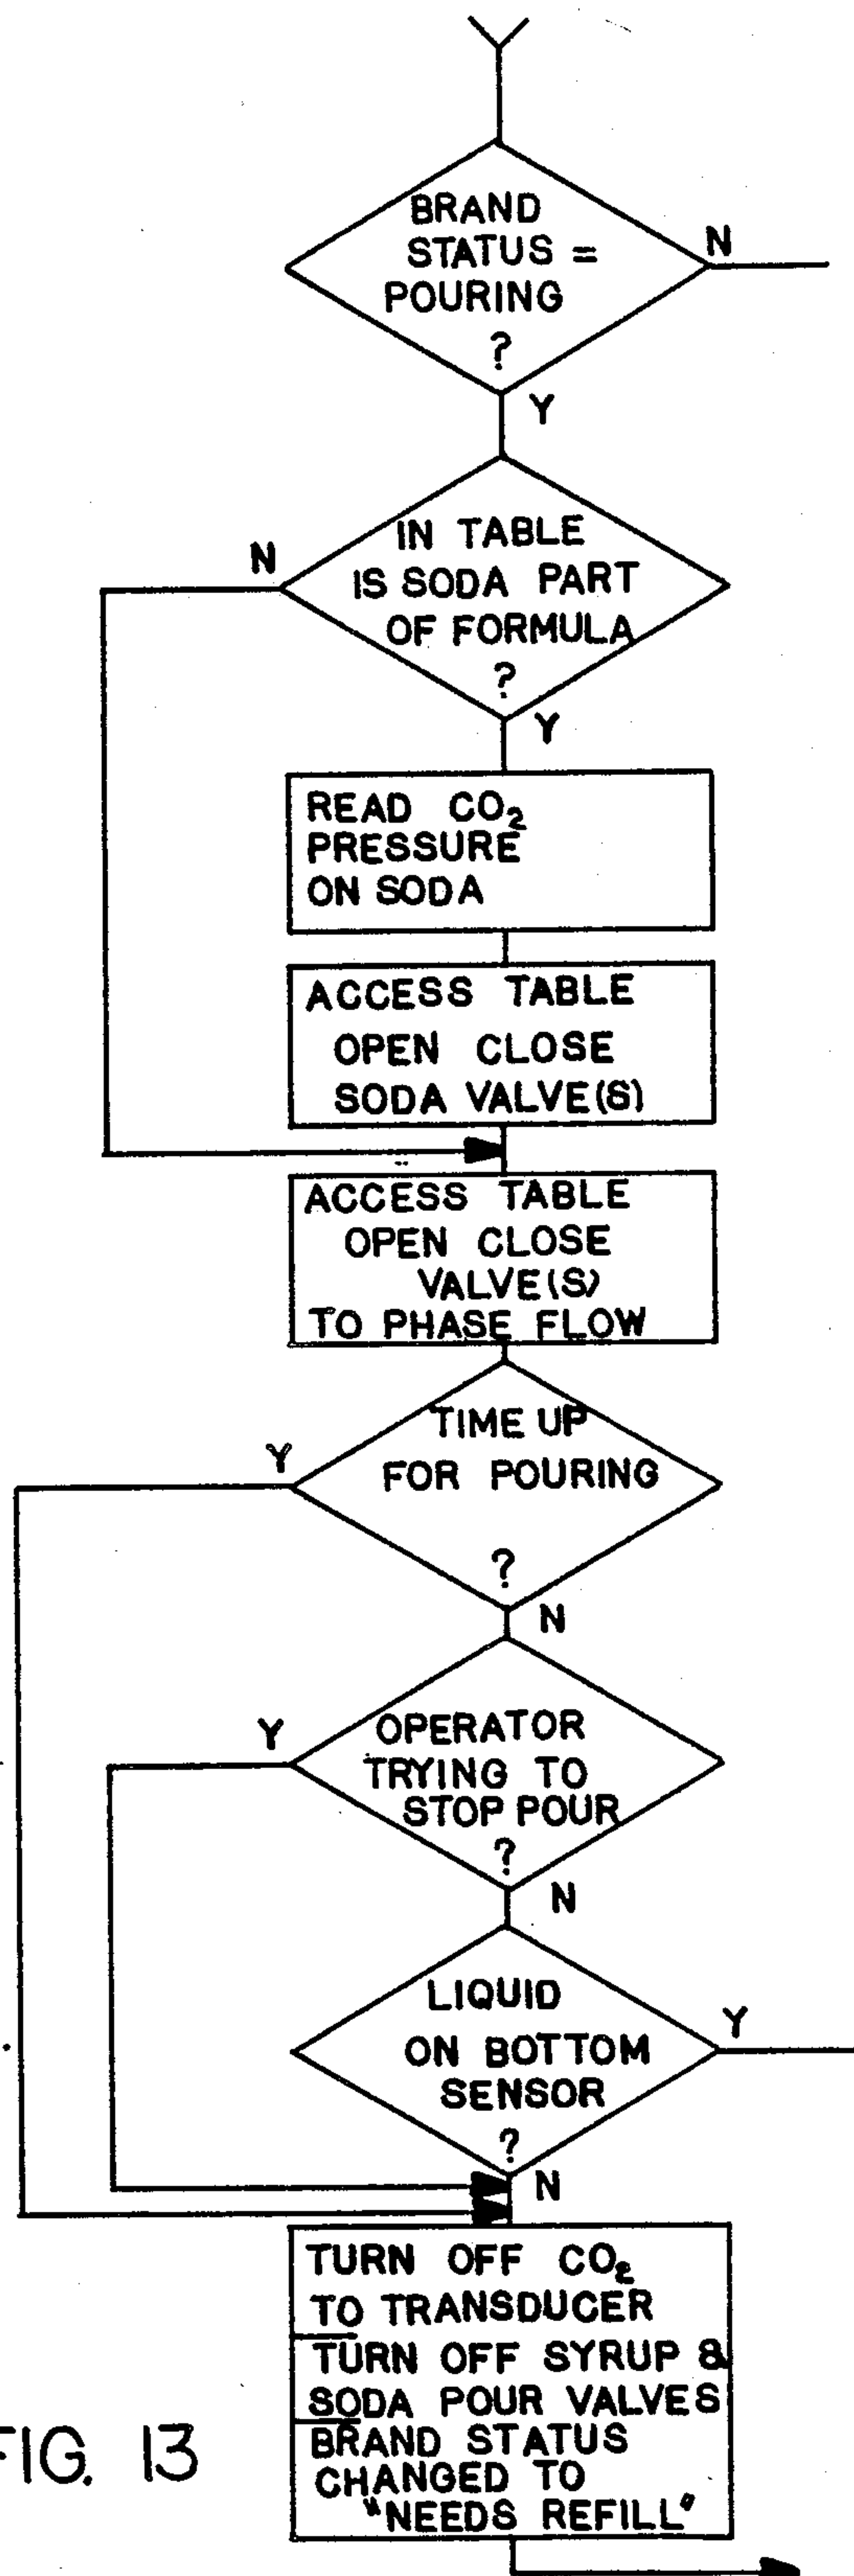 BRAND
STATUS =
POURING
?
N
Y
IN TABLE
IS SODA PART
OF FORMULA
?
N
Y
READ CO₂
PRESSURE
ON SODA
ACCESS TABLE
OPEN CLOSE
SODA VALVE(S)
ACCESS TABLE
OPEN CLOSE
VALVE(S)
TO PHASE FLOW
TIME UP
FOR POURING
?
Y
N
OPERATOR
TRYING TO
STOP POUR
?
Y
N
LIQUID
ON BOTTOM
SENSOR
?
Y
N
TURN OFF CO₂
TO TRANSDUCER
TURN OFF SYRUP &
SODA POUR VALVES
BRAND STATUS
CHANGED TO
"NEEDS REFILL"
FIG. 13